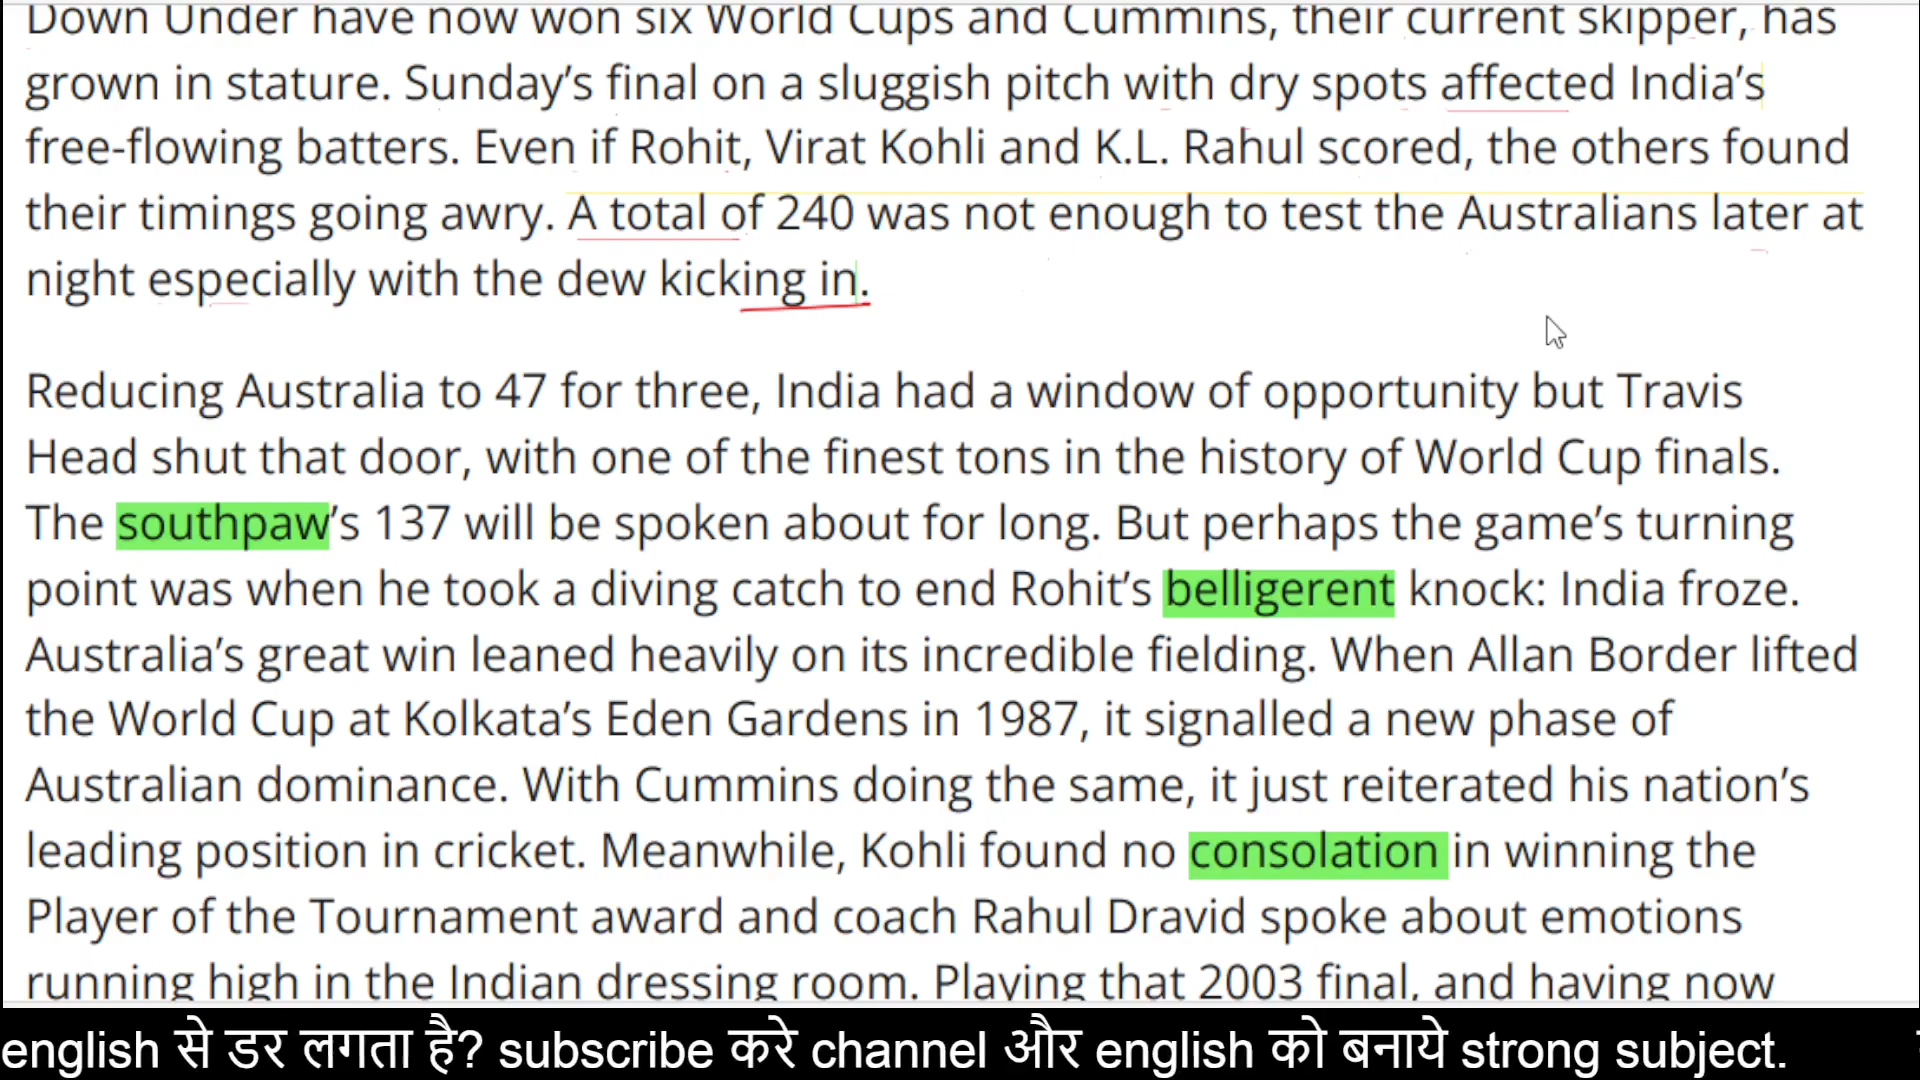 Down Under have now won six World Cups and Cummins, their current skipper, has
grown in stature. Sunday’s final on a sluggish pitch with dry spots affected India’s
free-flowing batters. Even if Rohit, Virat Kohli and K.L. Rahul scored, the others found
their timings going awry. A total of 240 was not enough to test the Australians later at
night especially with the dew kicking in.
Reducing Australia to 47 for three, India had a window of opportunity but Travis
Head shut that door, with one of the finest tons in the history of World Cup finals.
The southpaw’s 137 will be spoken about for long. But perhaps the game’s turning
point was when he took a diving catch to end Rohit’s belligerent knock: India froze.
Australia’s great win leaned heavily on its incredible fielding. When Allan Border lifted
the World Cup at Kolkata’s Eden Gardens in 1987, it signalled a new phase of
Australian dominance. With Cummins doing the same, it just reiterated his nation’s
leading position in cricket. Meanwhile, Kohli found no consolation in winning the
Player of the Tournament award and coach Rahul Dravid spoke about emotions
running high in the Indian dressing room. Playing that 2003 final, and having now
english से डर लगता है? subscribe करे channel और english को बनाये strong subject.